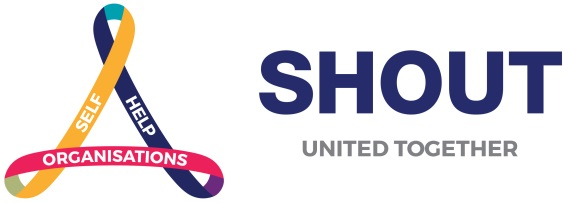 SELF
HELP
ORGANISATIONS
SHOUT
UNITED TOGETHER